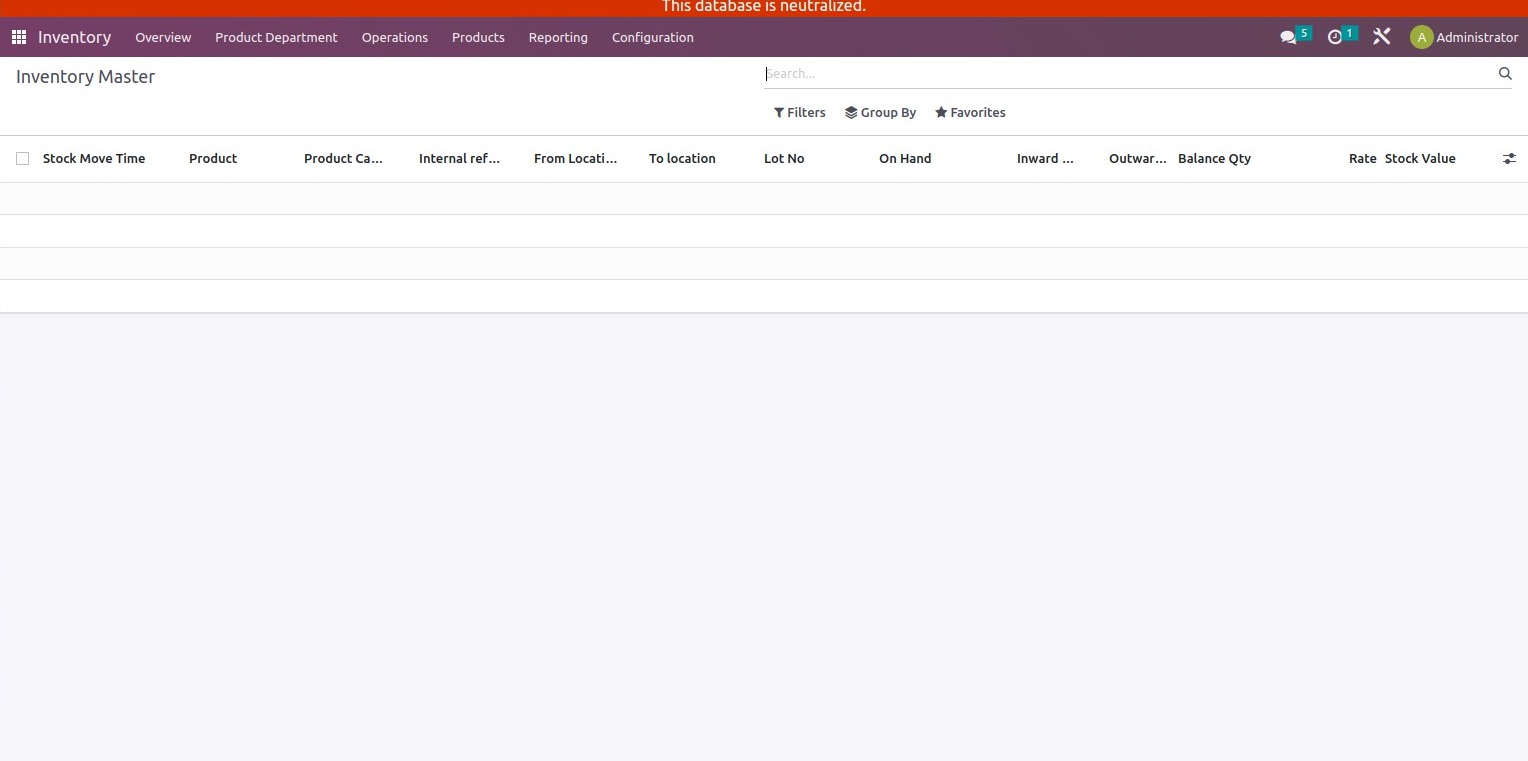 This database is neutralized.
Inventory Overview Product Department Operations Products Reporting Configuration 5 1 A Administrator
Inventory Master Search...
Filters Group By Favorites
Stock Move Time Product Product Ca... Internal ref... From Locati... To location Lot No On Hand Inward ... Outwar... Balance Qty Rate Stock Value